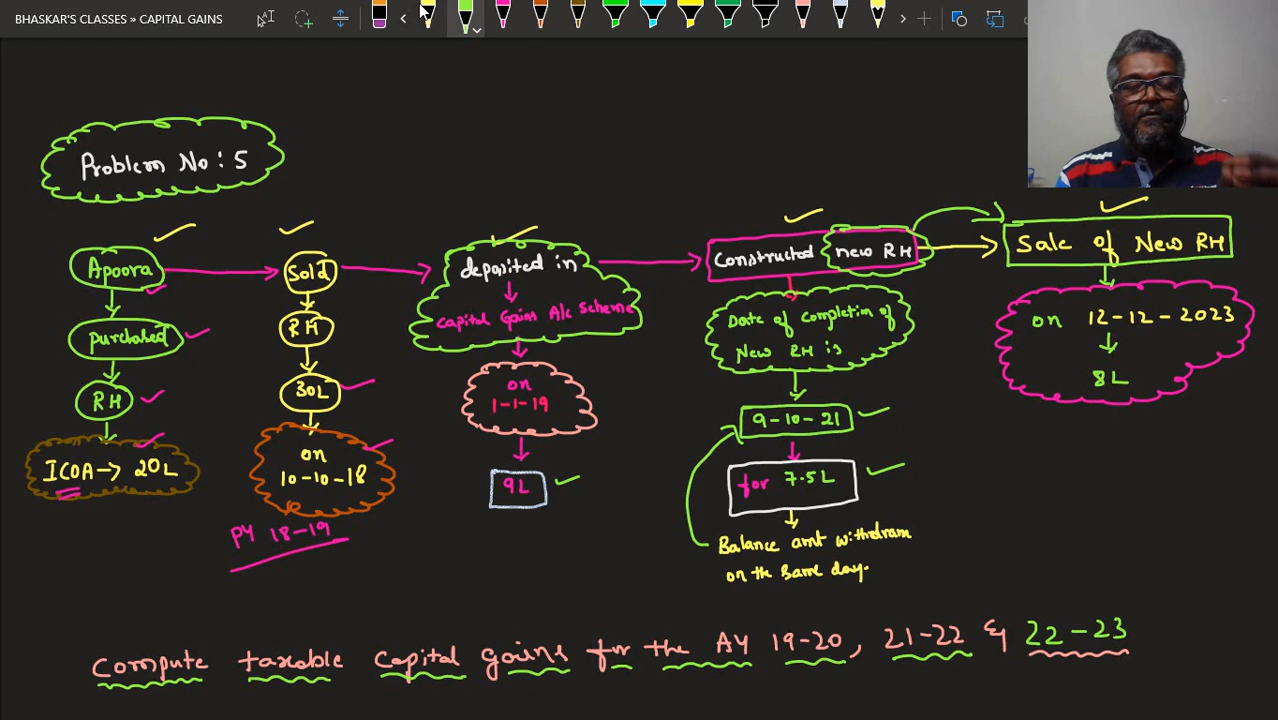 BHASKAR'S CLASSES » CAPITAL GAINS
Problem No: 5
Apoora
purchased
RH
ICOA → 20L
Sold
RH
30L
on
10-10-18
PY 18-19
deposited in
Capital Gains A/c Scheme
on
1-1-19
9L
Constructed new RH
Date of completion of
New RH is
9-10-21
for 7.5L
Balance amt withdrawn
on the same day.
Sale of New RH
on 12-12-2023
8L
Compute taxable Capital gains for the AY 19-20, 21-22 & 22-23